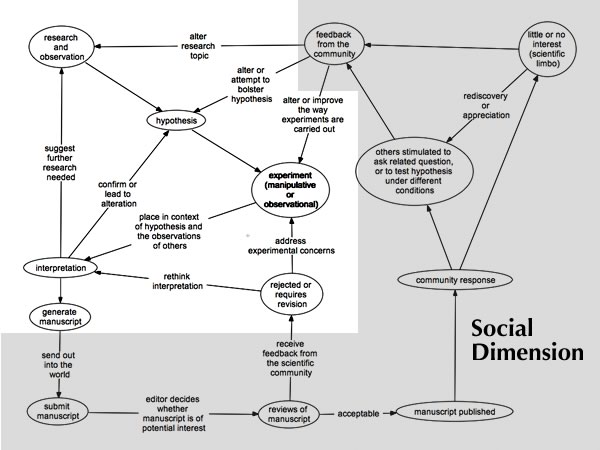 research
and
observation
alter
research
topic
feedback
from the
community
little or no
interest
(scientific
limbo)
alter or
attempt to
bolster
hypothesis
alter or improve
the way
experiments are
carried out
rediscovery
or
appreciation
hypothesis
others stimulated to
ask related question,
or to test hypothesis
under different
conditions
suggest
further
research
needed
confirm or
lead to
alteration
experiment
(manipulative
or
observational)
place in context
of hypothesis and
the observations
of others
address
experimental concerns
interpretation
rethink
interpretation
rejected or
requires
revision
community response
generate
manuscript
Social
Dimension
send out
into the
world
receive
feedback from
the scientific
community
submit
manuscript
editor decides
whether
manuscript is of
potential interest
reviews of
manuscript
acceptable
manuscript published